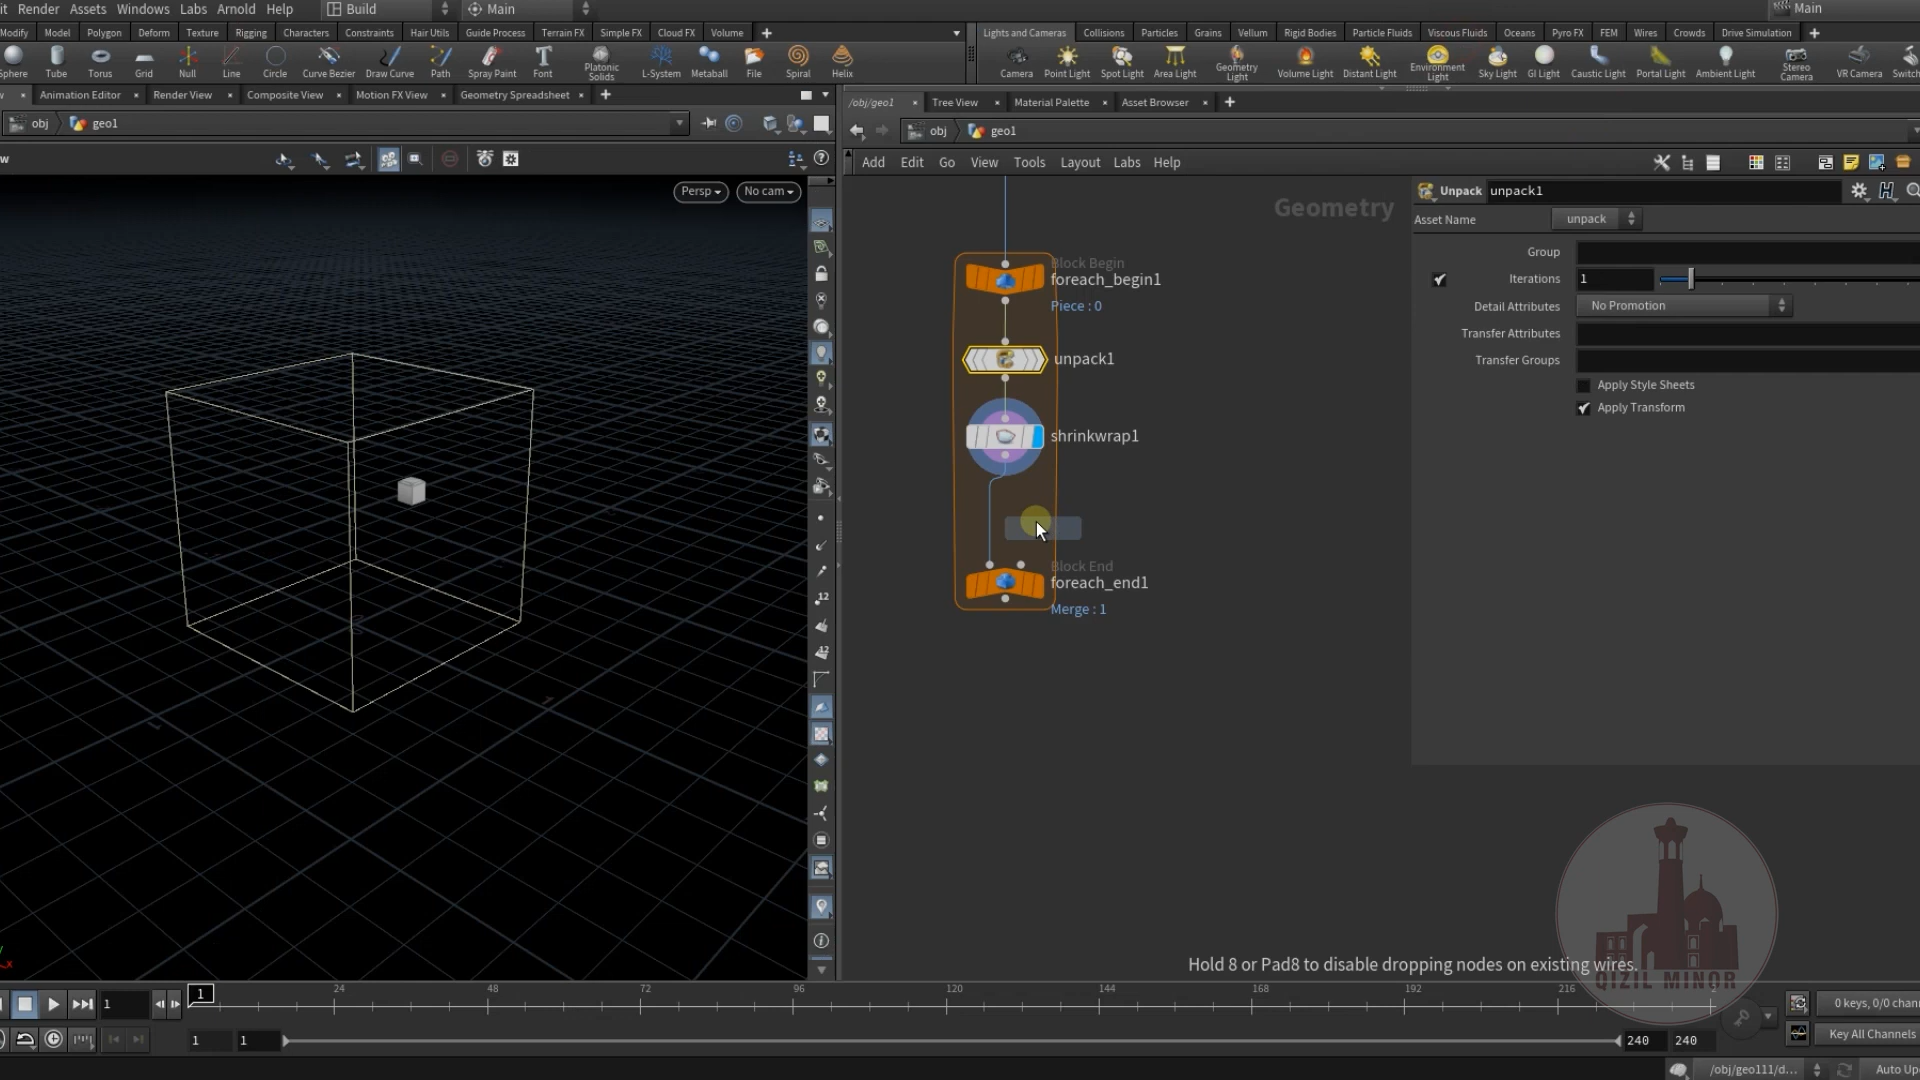 it Render Assets Windows Labs Arnold Help Build Main Main
Modify Model Polygon Deform Texture Rigging Characters Constraints Hair Utils Guide Process Terrain FX Simple FX Cloud FX Volume
Lights and Cameras Collisions Particles Grains Vellum Rigid Bodies Particle Fluids Viscous Fluids Oceans Pyro FX FEM Wires Crowds Drive Simulation
Sphere Tube Torus Grid Null Line Circle Curve Bezier Draw Curve Path Spray Paint Font Platonic Solids L-System Metaball File Spiral Helix
Camera Point Light Spot Light Area Light Geometry Light Volume Light Distant Light Environment Light Sky Light GI Light Caustic Light Portal Light Ambient Light Stereo Camera VR Camera Switch
w Animation Editor Render View Composite View Motion FX View Geometry Spreadsheet
/obj/geo1 Tree View Material Palette Asset Browser
obj geo1
obj geo1
w
Add Edit Go View Tools Layout Labs Help
Persp No cam
Geometry
Unpack unpack1
Asset Name unpack
Group
Iterations 1
Detail Attributes No Promotion
Transfer Attributes
Transfer Groups
Apply Style Sheets
Apply Transform
Block Begin
foreach_begin1
Piece : 0
unpack1
shrinkwrap1
Block End
foreach_end1
Merge : 1
12
12
Hold 8 or Pad8 to disable dropping nodes on existing wires.
QIZIL MINOR
y
x
1 1 24 48 72 96 120 144 168 192 216 2
0 keys, 0/0 chann
1 1 240 240
Key All Channels
/obj/geo111/d... Auto Up